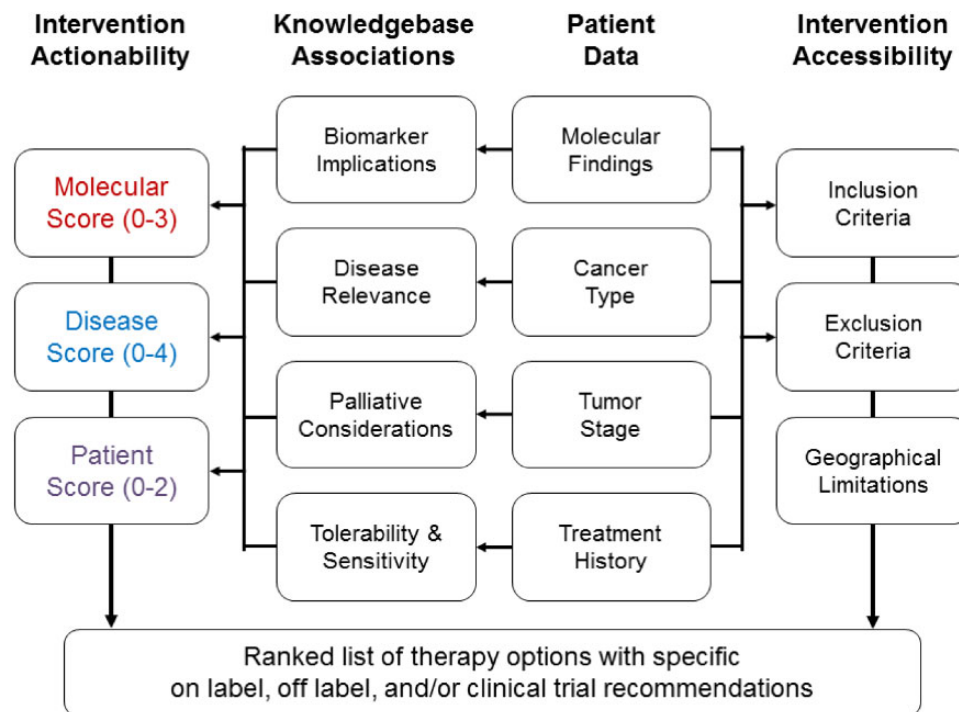 Intervention
Actionability
Knowledgebase
Associations
Patient
Data
Intervention
Accessibility
Molecular
Score (0-3)
Disease
Score (0-4)
Patient
Score (0-2)
Biomarker
Implications
Disease
Relevance
Palliative
Considerations
Tolerability &
Sensitivity
Molecular
Findings
Cancer
Type
Tumor
Stage
Treatment
History
Inclusion
Criteria
Exclusion
Criteria
Geographical
Limitations
Ranked list of therapy options with specific
on label, off label, and/or clinical trial recommendations